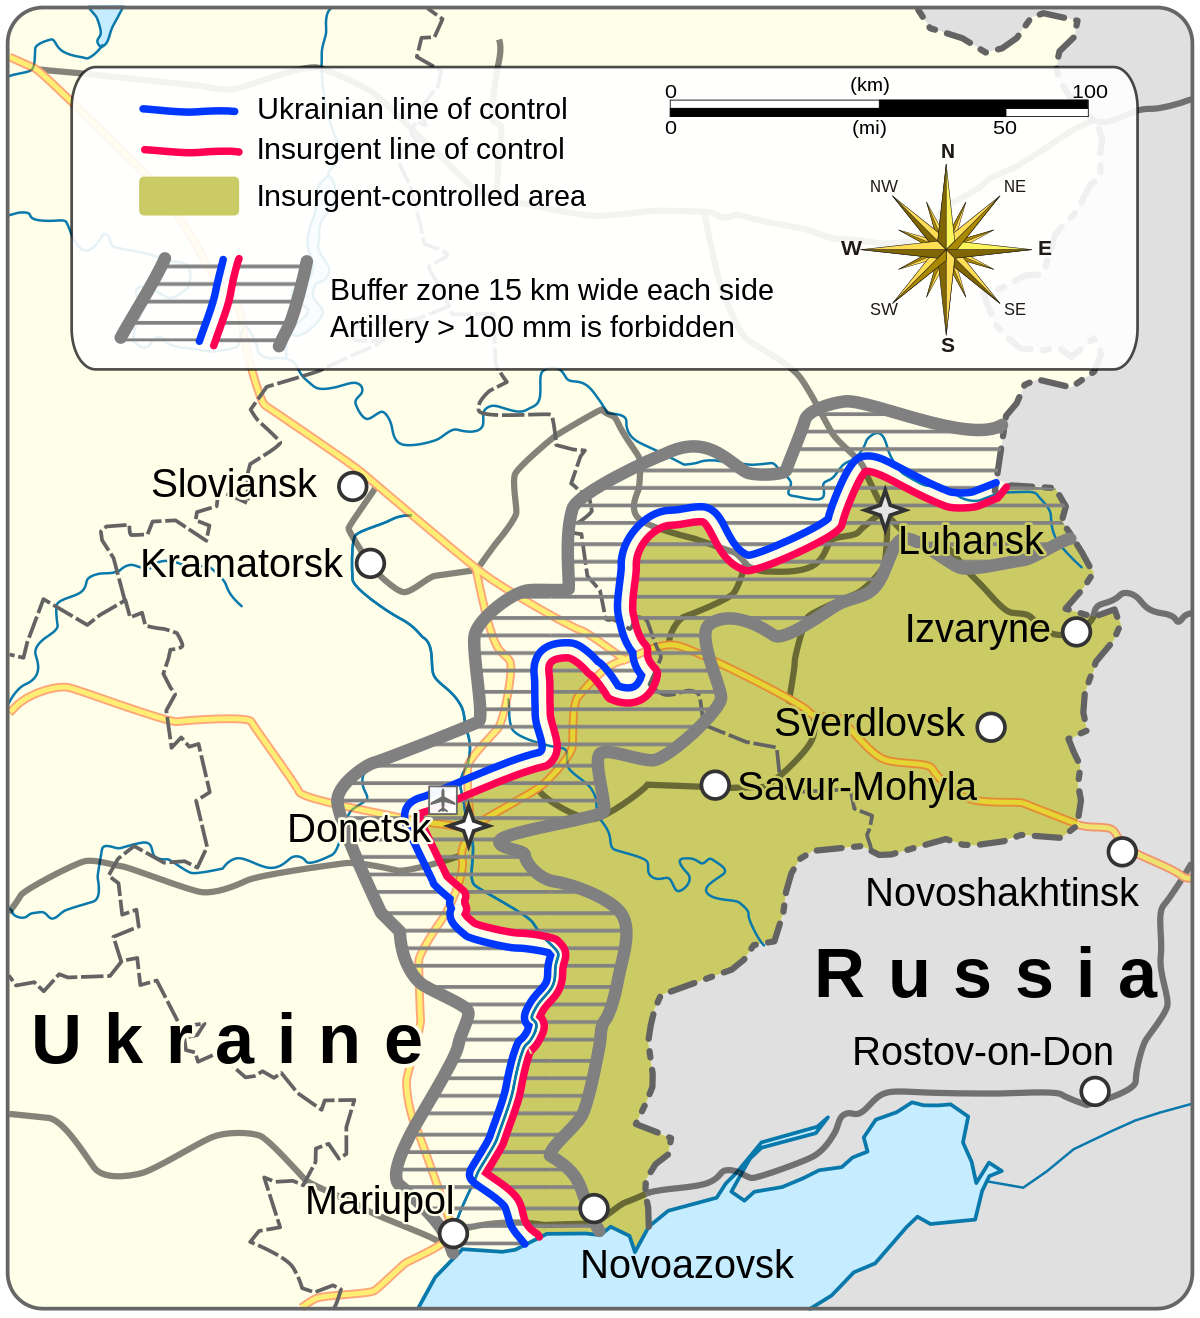 Ukrainian line of control
Insurgent line of control
Insurgent-controlled area
Buffer zone 15 km wide each side
Artillery > 100 mm is forbidden
0 (km) 100
0 (mi) 50
N
NW NE
W E
SW SE
S
Sloviansk
Kramatorsk
Luhansk
Izvaryne
Sverdlovsk
Savur-Mohyla
Donetsk
Novoshakhtinsk
Russia
Ukraine
Rostov-on-Don
Mariupol
Novoazovsk